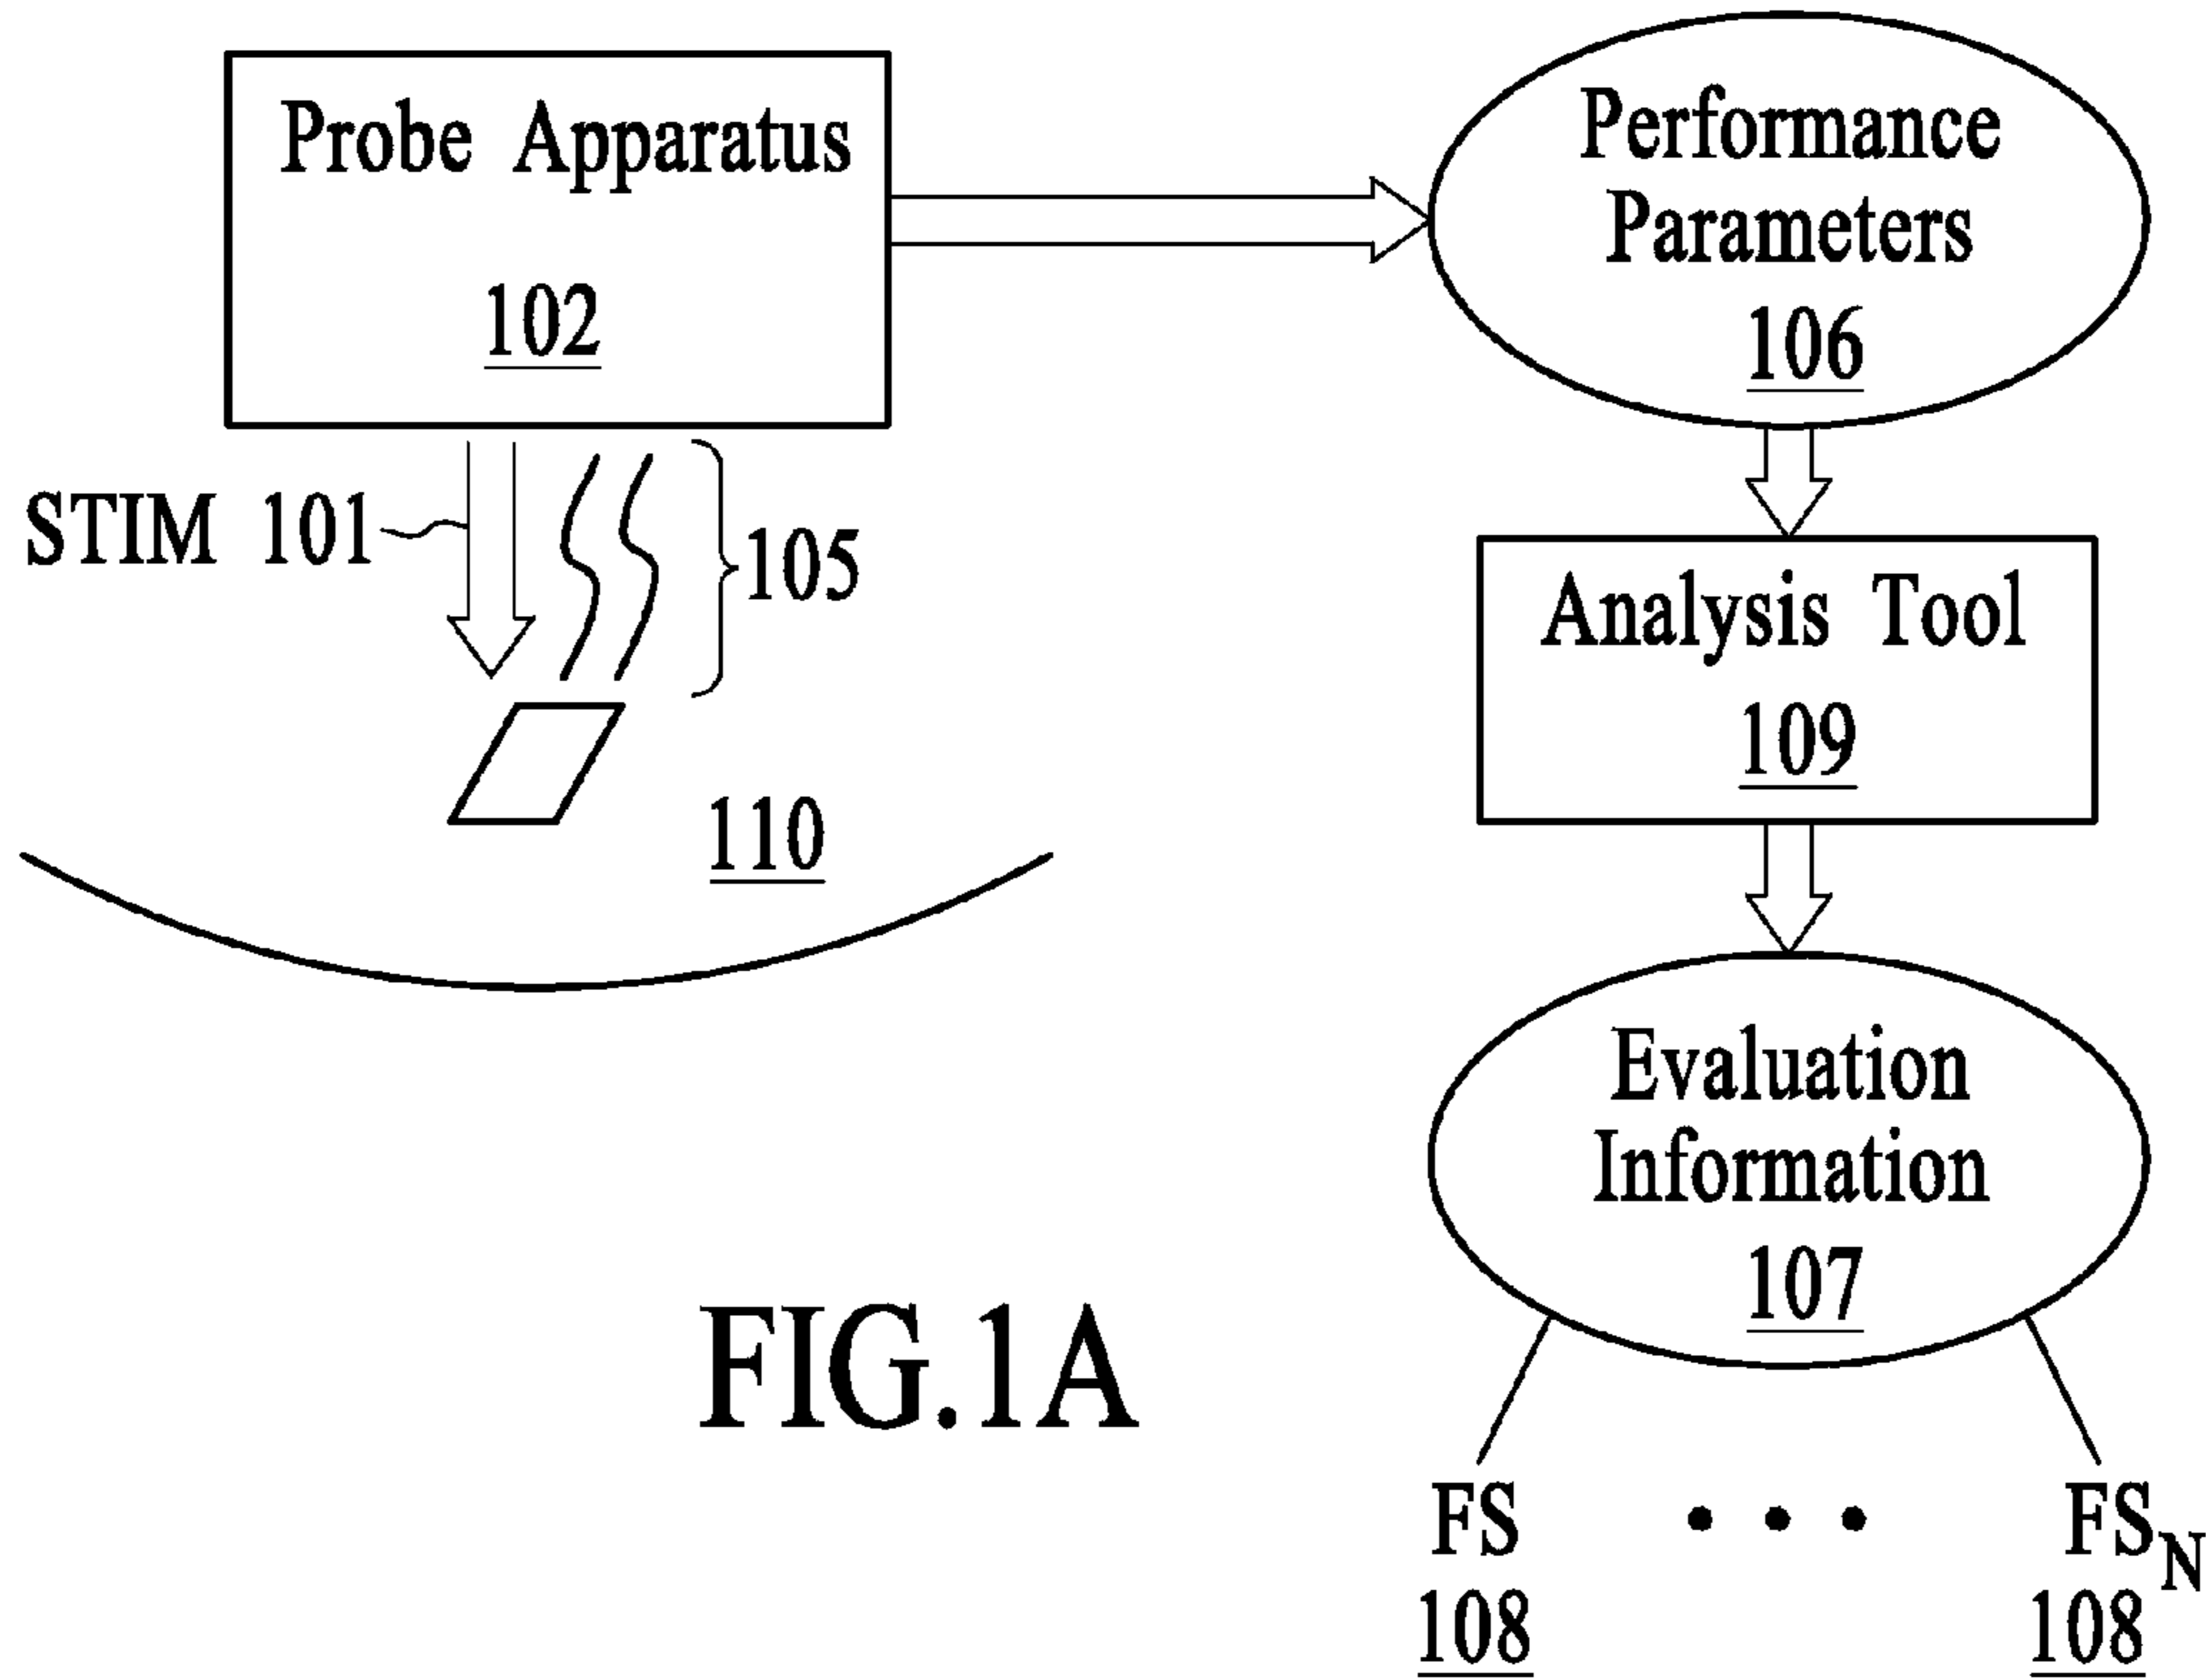 Probe Apparatus
102
STIM 101
105
110
Performance
Parameters
106
Analysis Tool
109
Evaluation
Information
107
FS • • • FSN
108 108
FIG.1A